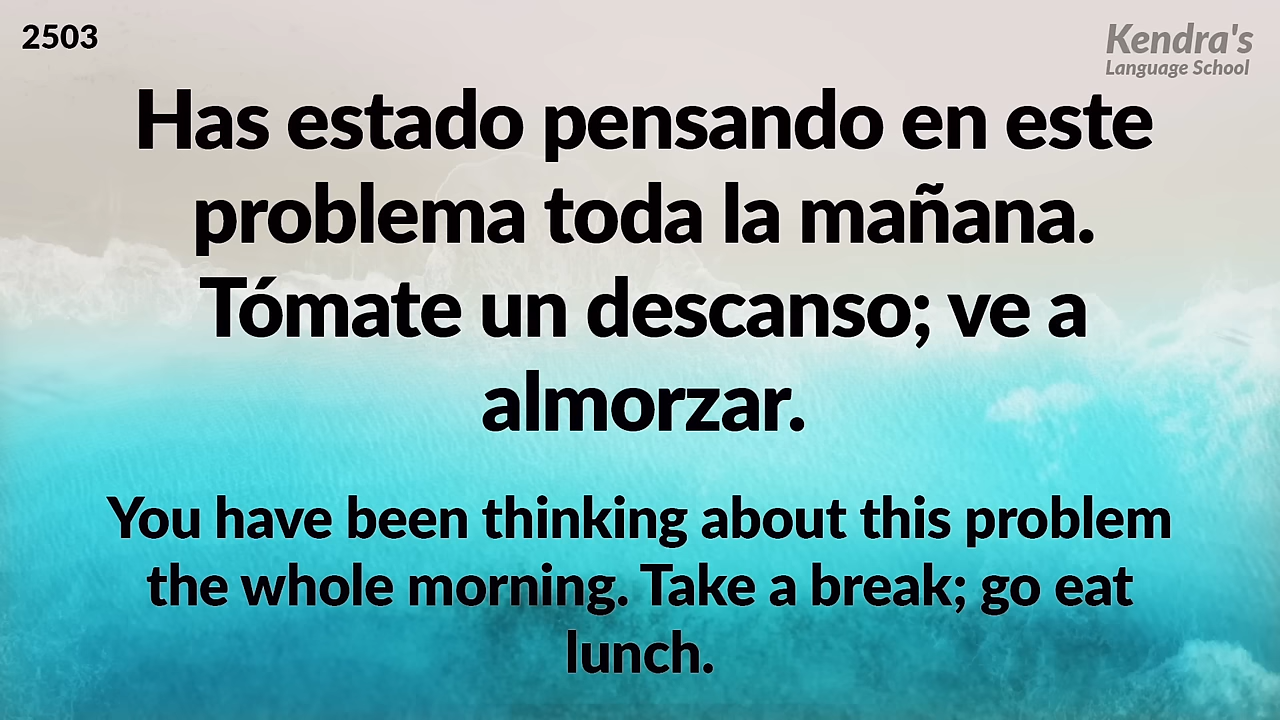 2503
Kendra's
Language School
Has estado pensando en este
problema toda la mañana.
Tómate un descanso; ve a
almorzar.
You have been thinking about this problem
the whole morning. Take a break; go eat
lunch.